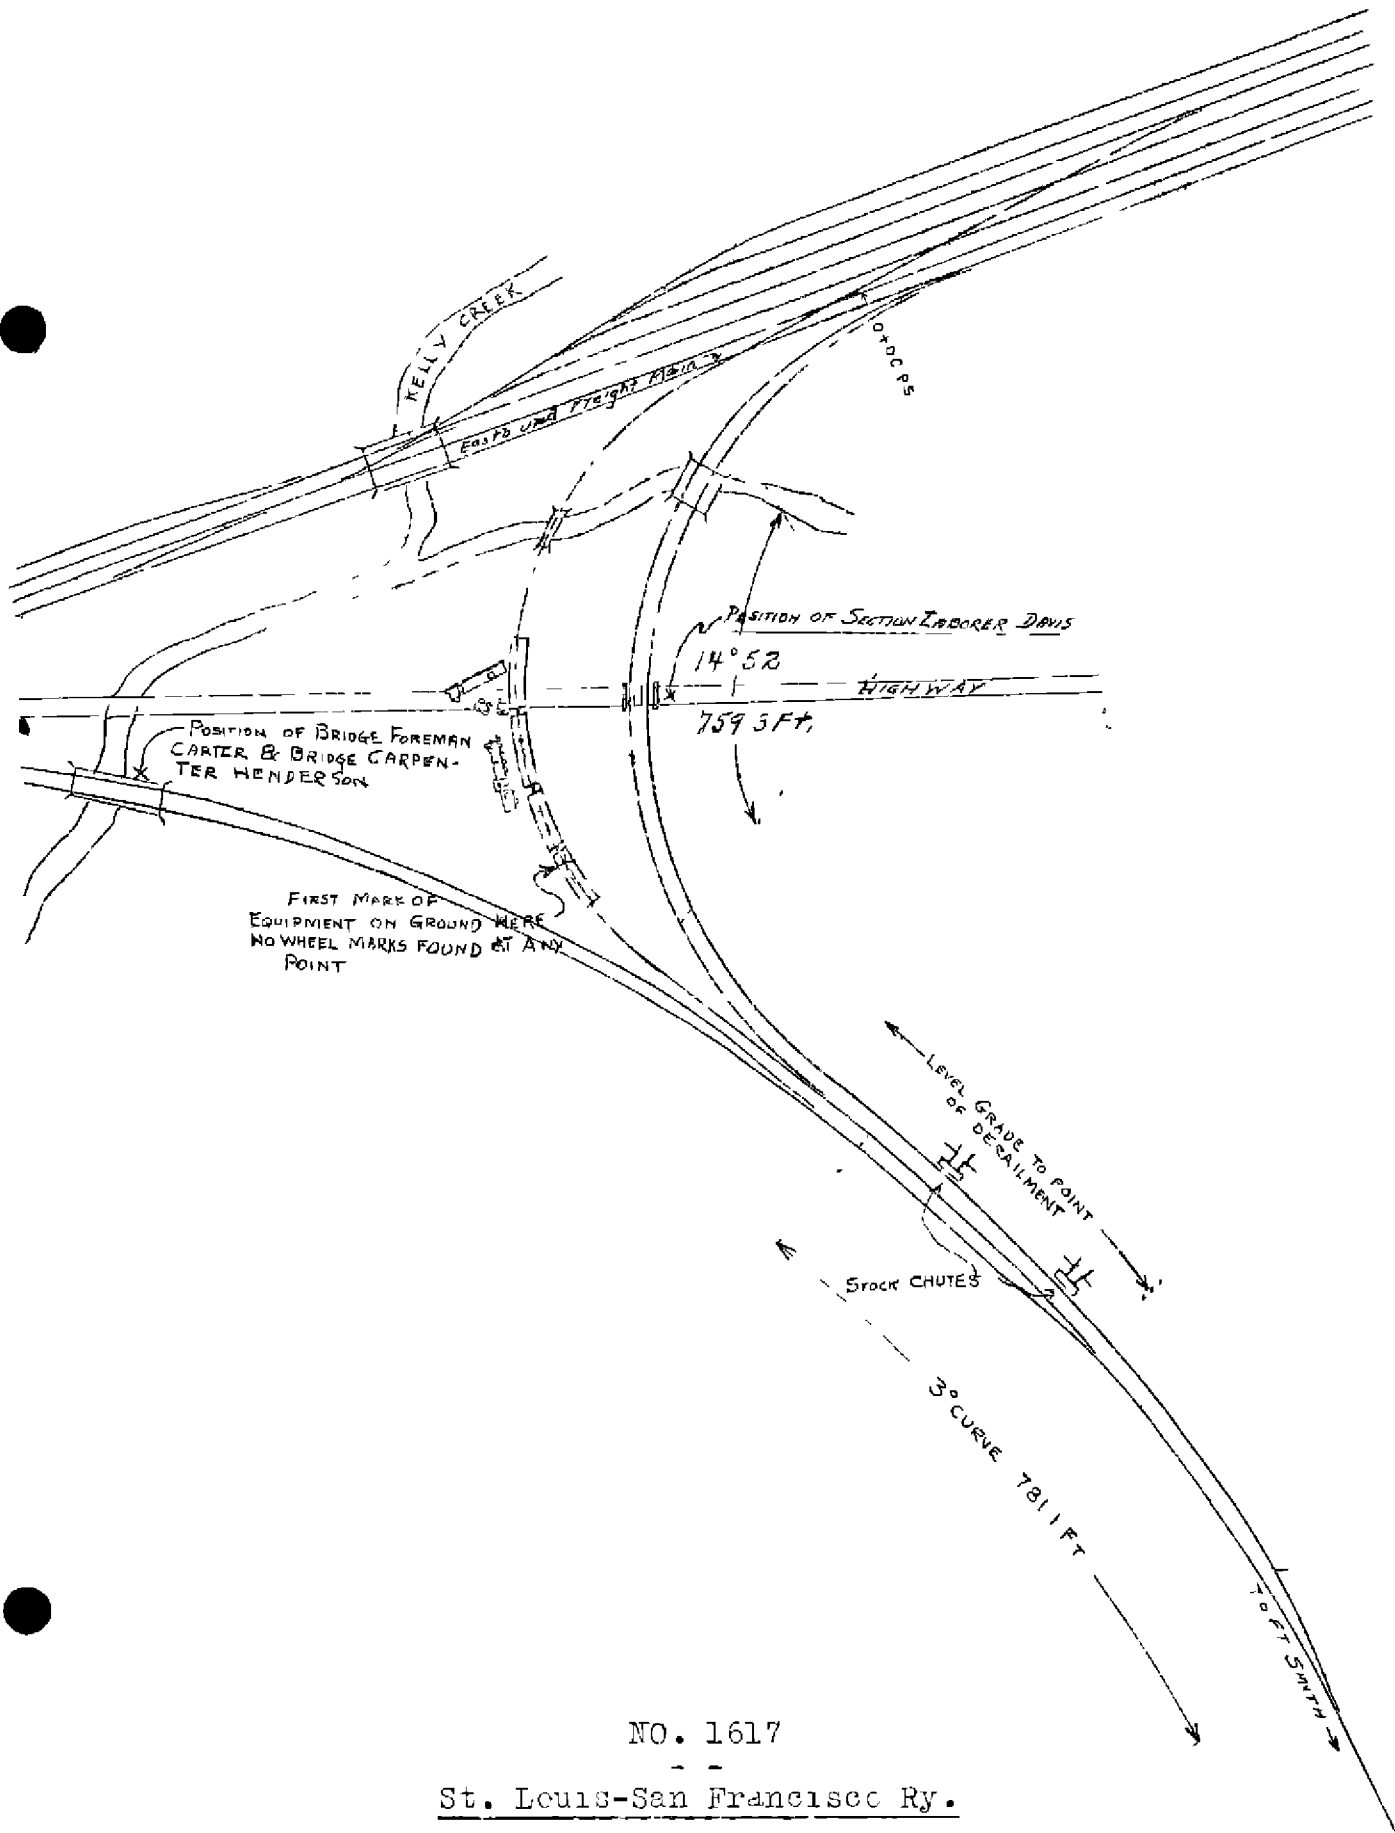 KELLY CREEK
Eastbound Freight Main
0+0CPS
POSITION OF SECTION LABORER DAVIS
14° 52
HIGHWAY
759 3 Ft,
POSITION OF BRIDGE FOREMAN
CARTER & BRIDGE CARPEN-
TER HENDERSON
FIRST MARK OF
EQUIPMENT ON GROUND HERE
NO WHEEL MARKS FOUND AT ANY
POINT
LEVEL GRADE TO POINT
OF DERAILMENT
STOCK CHUTES
3° CURVE 781 1 FT
TO FT SMITH
NO. 1617
- -
St. Louis-San Francisco Ry.